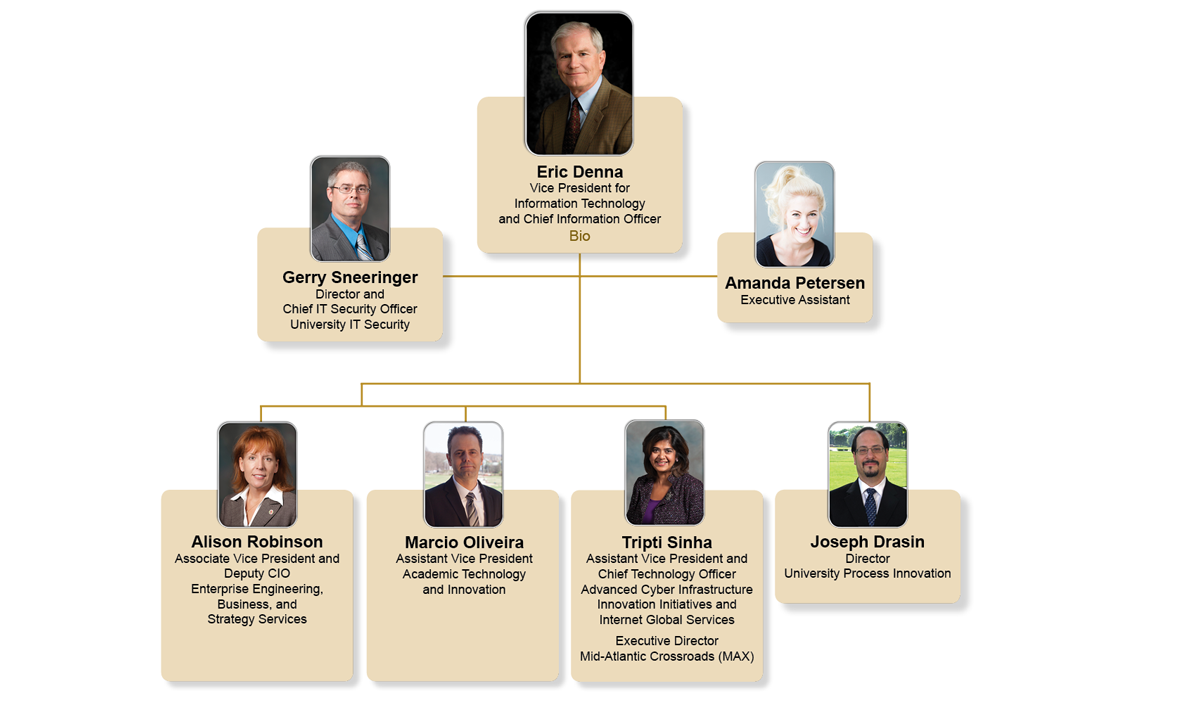 Eric Denna
Vice President for
Information Technology
and Chief Information Officer
Bio
Gerry Sneeringer
Director and
Chief IT Security Officer
University IT Security
Amanda Petersen
Executive Assistant
Alison Robinson
Associate Vice President and
Deputy CIO
Enterprise Engineering,
Business, and
Strategy Services
Marcio Oliveira
Assistant Vice President
Academic Technology
and Innovation
Tripti Sinha
Assistant Vice President and
Chief Technology Officer
Advanced Cyber Infrastructure
Innovation Initiatives and
Internet Global Services
Executive Director
Mid-Atlantic Crossroads (MAX)
Joseph Drasin
Director
University Process Innovation